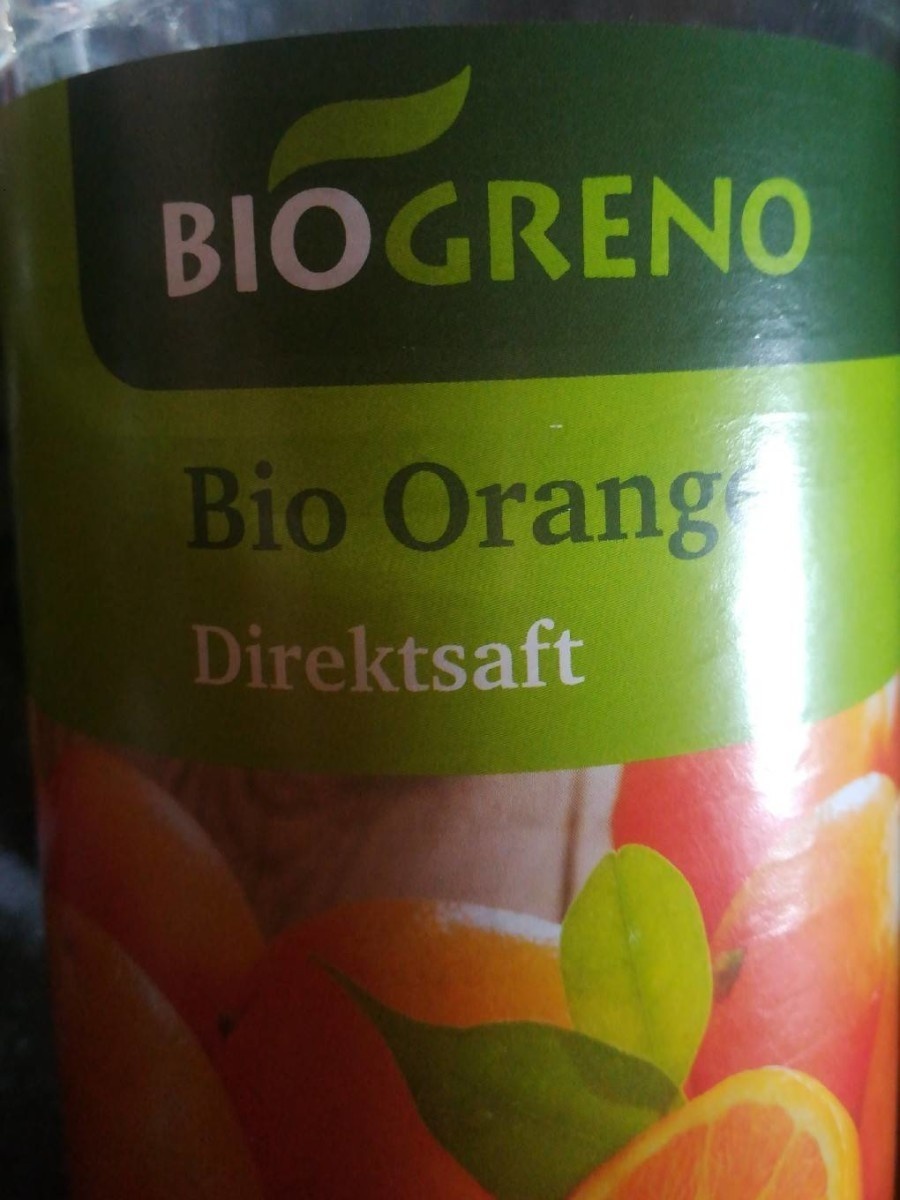 BIOGRENO
Bio Orange
Direktsaft